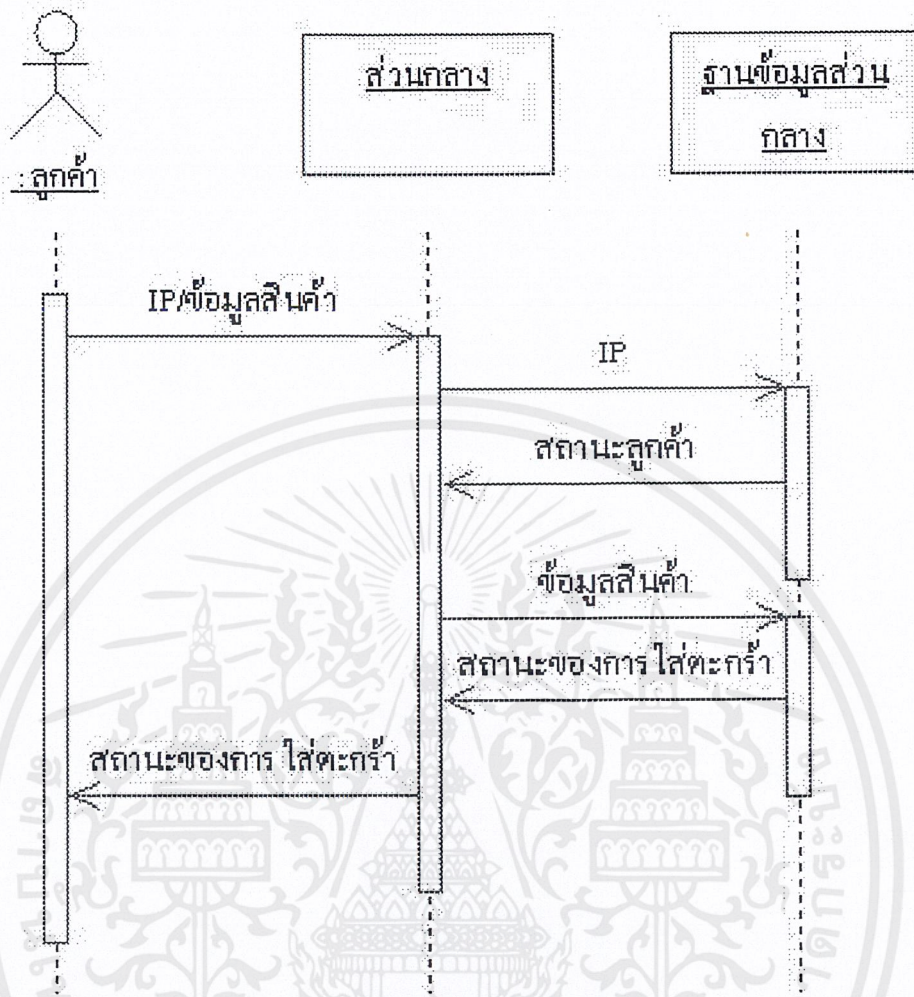 ส่วนกลาง
ฐานข้อมูลส่วน
กลาง
: ลูกค้า
IP/ข้อมูลสินค้า
IP
สถานะลูกค้า
ข้อมูลสินค้า
สถานะของการใส่ตะกร้า
สถานะของการใส่ตะกร้า